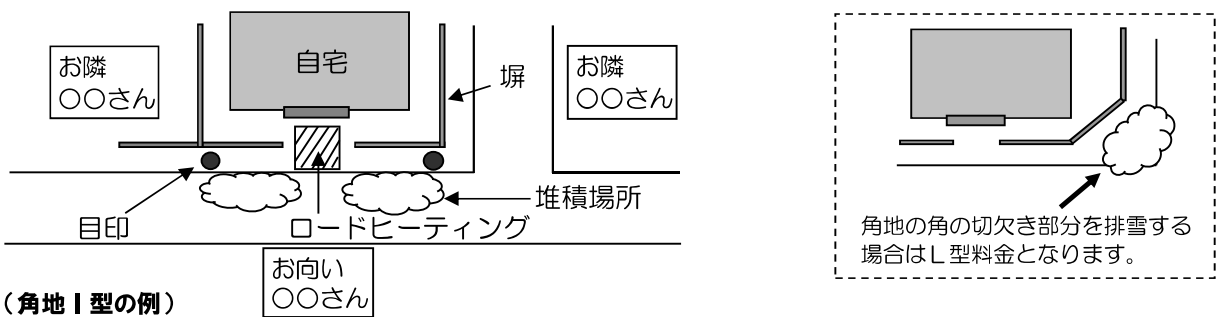 お隣
○○さん
自宅
塀
お隣
○○さん
目印
ロードヒーティング
堆積場所
お向い
○○さん
（角地Ｉ型の例）
角地の角の切欠き部分を排雪する
場合はＬ型料金となります。